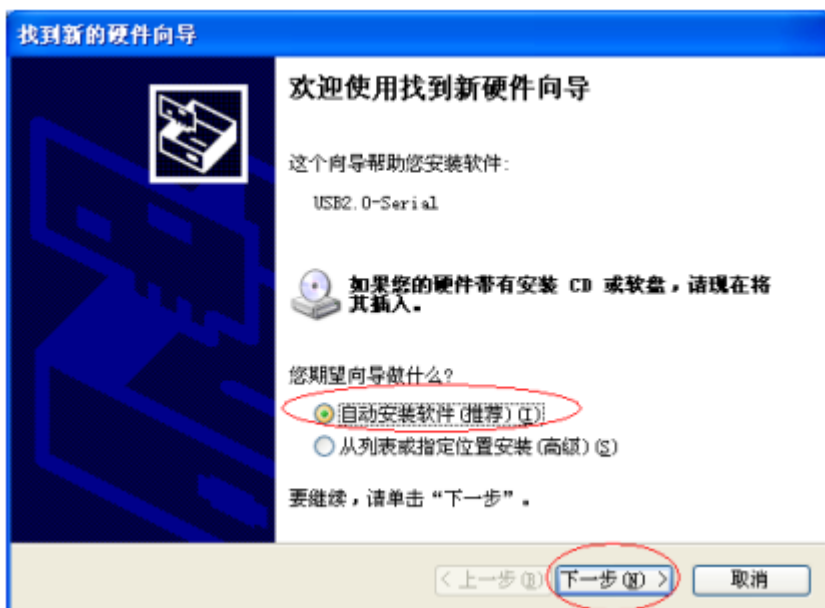 找到新的硬件向导
欢迎使用找到新硬件向导
这个向导帮助您安装软件:
USB2.0-Serial
如果您的硬件带有安装 CD 或软盘，请现在将
其插入。
您期望向导做什么?
自动安装软件(推荐)(I)
从列表或指定位置安装(高级)(S)
要继续，请单击“下一步”。
< 上一步(B)
下一步(N) >
取消